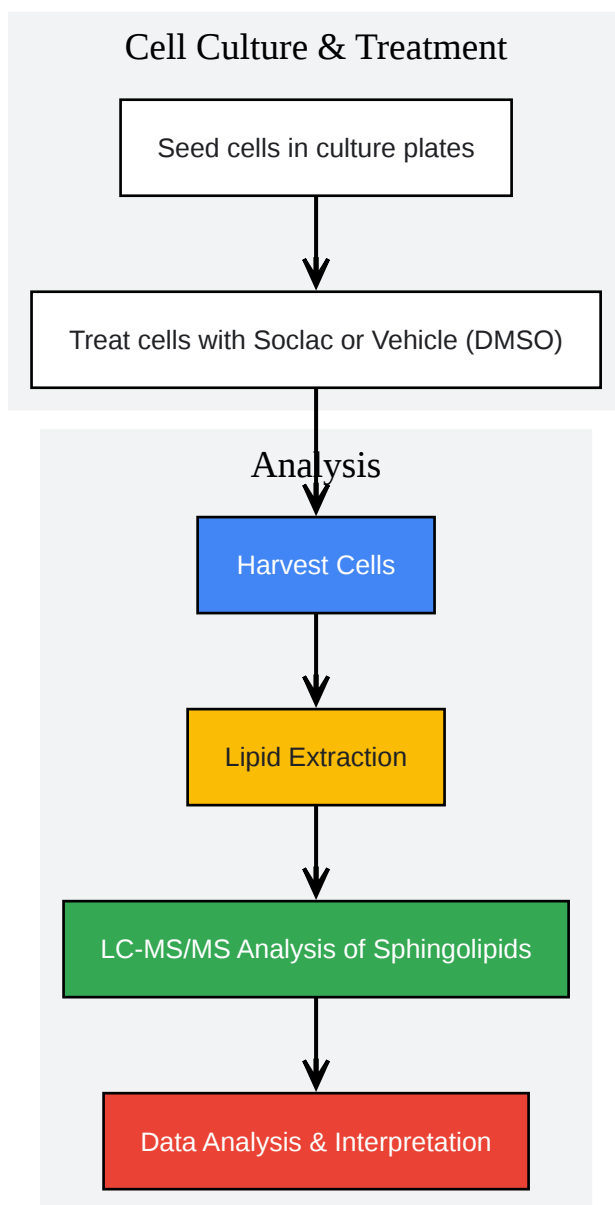 Cell Culture & Treatment
Seed cells in culture plates
Treat cells with Soclac or Vehicle (DMSO)
Analysis
Harvest Cells
Lipid Extraction
LC-MS/MS Analysis of Sphingolipids
Data Analysis & Interpretation